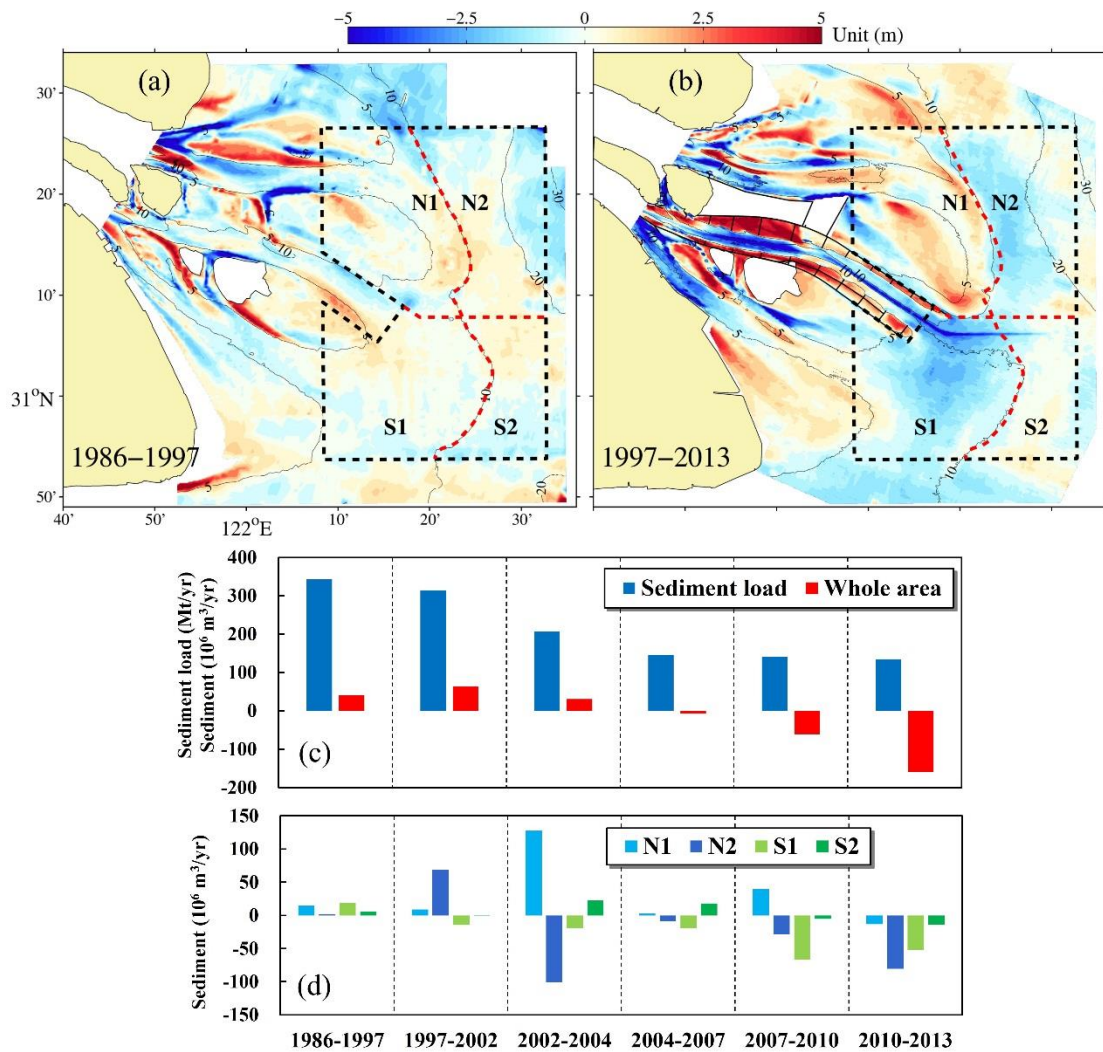 −5 −2.5 0 2.5 5 Unit (m)
(a) (b)
30' 20' 10' 31°N 50'
40' 50' 122°E 10' 20' 30'
N1 N2
S1 S2
1986−1997
5 10 30 20
N1 N2
S1 S2
1997−2013
5 10 30 20
400
300
200
100
0
-100
-200
Sediment load (Mt/yr)
Sediment (10⁶ m³/yr)
Sediment load Whole area
(c)
150
100
50
0
-50
-100
-150
Sediment (10⁶ m³/yr)
N1 N2 S1 S2
(d)
1986-1997 1997-2002 2002-2004 2004-2007 2007-2010 2010-2013